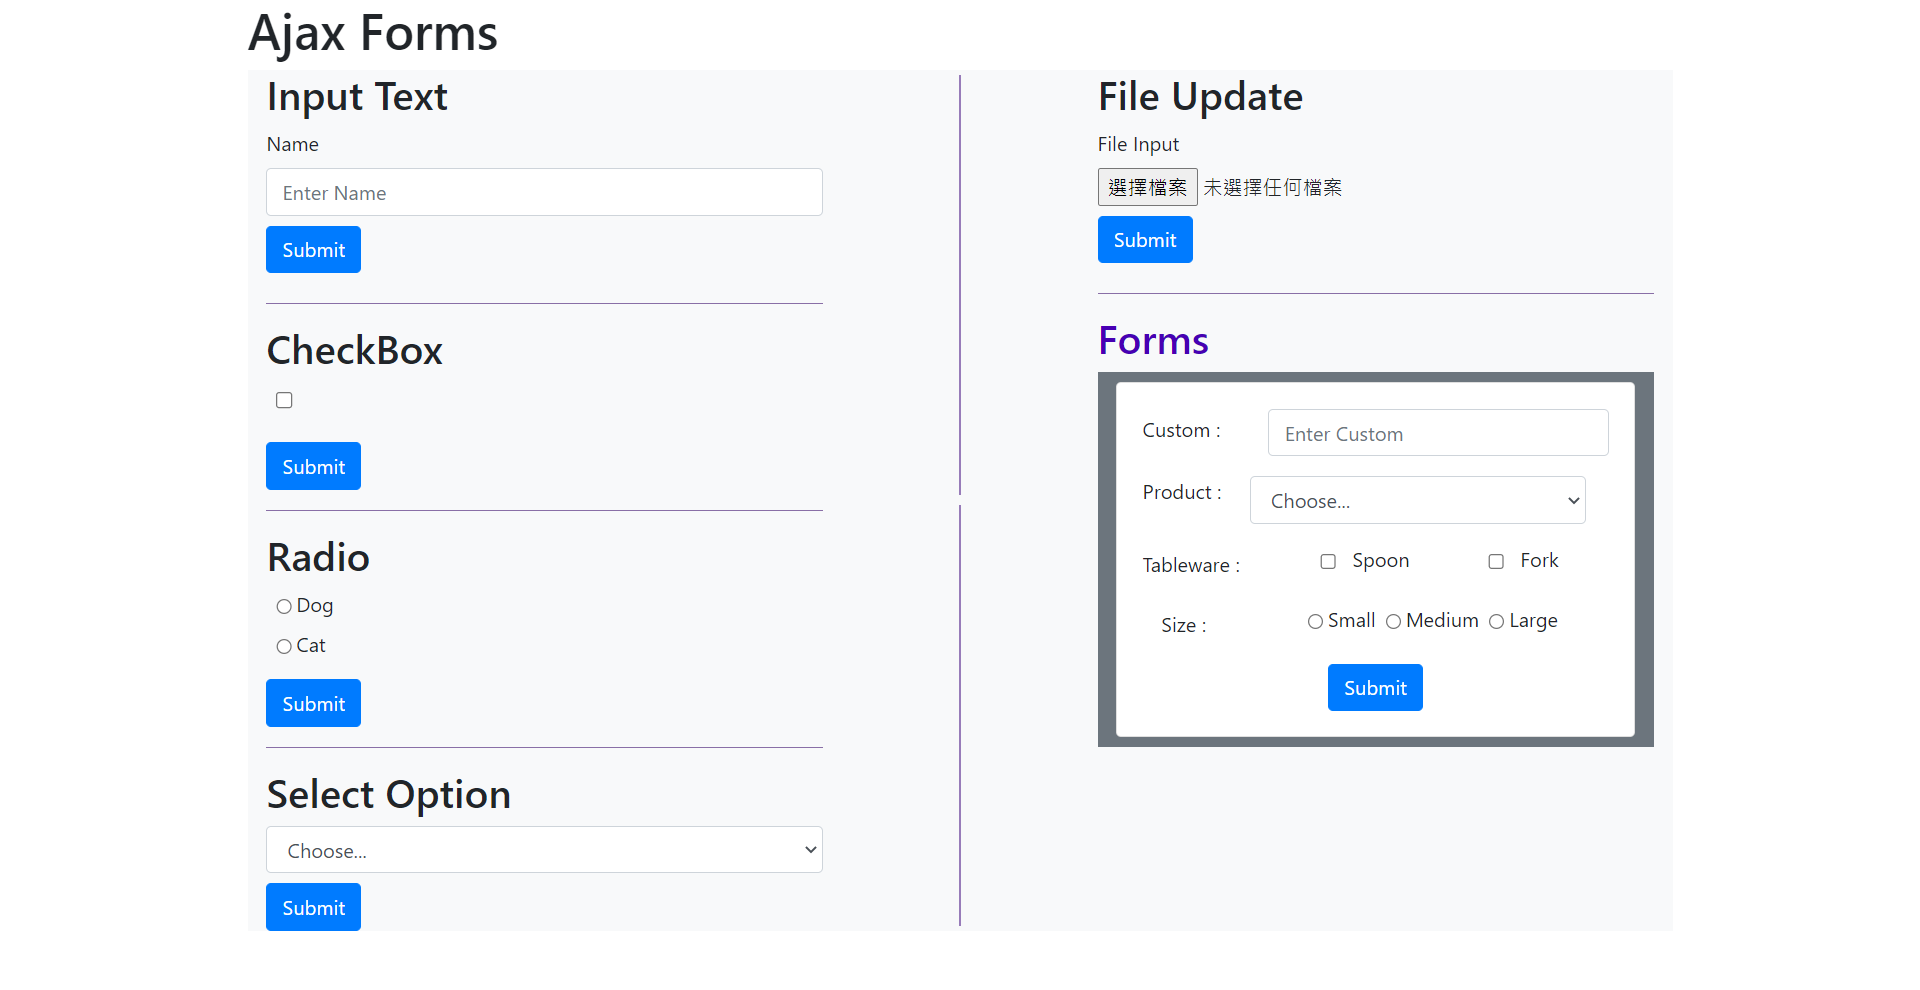 Ajax Forms
Input Text
Name
Enter Name
Submit
CheckBox
Submit
Radio
Dog
Cat
Submit
Select Option
Choose...
Submit
File Update
File Input
選擇檔案 未選擇任何檔案
Submit
Forms
Custom : Enter Custom
Product : Choose...
Tableware : Spoon Fork
Size : Small Medium Large
Submit